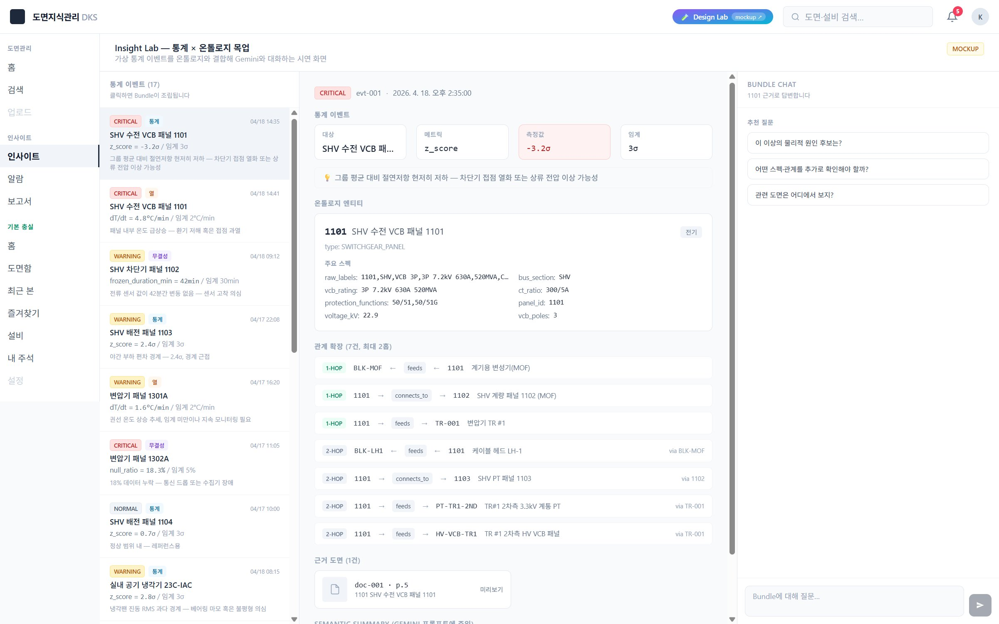 도면지식관리 DKS
Design Lab mockup ↗
도면·설비 검색...
5
K
도면관리
홈
검색
업로드
인사이트
인사이트
알람
보고서
기본 충실
홈
도면함
최근 본
즐겨찾기
설비
내 주석
설정
Insight Lab — 통계 × 온톨로지 목업
가상 통계 이벤트를 온톨로지와 결합해 Gemini와 대화하는 시연 화면
MOCKUP
통계 이벤트 (17)
클릭하면 Bundle이 조립됩니다
CRITICAL 통계 04/18 14:35
SHV 수전 VCB 패널 1101
z_score = -3.2σ / 임계 3σ
그룹 평균 대비 절연저항 현저히 저하 — 차단기 접점 열화 또는 상
류 전압 이상 가능성
CRITICAL 열 04/18 14:41
SHV 수전 VCB 패널 1101
dT/dt = 4.8°C/min / 임계 2°C/min
패널 내부 온도 급상승 — 환기 저해 혹은 접점 과열
WARNING 무결성 04/18 09:12
SHV 차단기 패널 1102
frozen_duration_min = 42min / 임계 30min
전류 센서 값이 42분간 변동 없음 — 센서 고착 의심
WARNING 통계 04/17 22:08
SHV 배전 패널 1103
z_score = 2.4σ / 임계 3σ
야간 부하 편차 경계 — 2.4σ, 경계 근접
WARNING 열 04/17 16:20
변압기 패널 1301A
dT/dt = 1.6°C/min / 임계 2°C/min
권선 온도 상승 추세, 임계 미만이나 지속 모니터링 필요
CRITICAL 무결성 04/17 11:05
변압기 패널 1302A
null_ratio = 18.3% / 임계 5%
18% 데이터 누락 — 통신 드롭 또는 수집기 장애
NORMAL 통계 04/17 10:00
SHV 배전 패널 1104
z_score = 0.7σ / 임계 3σ
정상 범위 내 — 레퍼런스용
WARNING 통계 04/18 08:15
실내 공기 냉각기 23C-IAC
z_score = 2.8σ / 임계 3σ
냉각팬 진동 RMS 과다 경계 — 베어링 마모 혹은 불평형 의심
CRITICAL evt-001 · 2026. 4. 18. 오후 2:35:00
통계 이벤트
대상
SHV 수전 VCB 패...
메트릭
z_score
측정값
-3.2σ
임계
3σ
💡 그룹 평균 대비 절연저항 현저히 저하 — 차단기 접점 열화 또는 상류 전압 이상 가능성
온톨로지 엔티티
1101 SHV 수전 VCB 패널 1101 전기
type: SWITCHGEAR_PANEL
주요 스펙
raw_labels: 1101,SHV,VCB 3P,3P 7.2kV 630A,520MVA,C… bus_section: SHV
vcb_rating: 3P 7.2kV 630A 520MVA ct_ratio: 300/5A
protection_functions: 50/51,50/51G panel_id: 1101
voltage_kV: 22.9 vcb_poles: 3
관계 확장 (7건, 최대 2홉)
1-HOP BLK-MOF ← feeds ← 1101 계기용 변성기(MOF)
1-HOP 1101 → connects_to → 1102 SHV 계량 패널 1102 (MOF)
1-HOP 1101 → feeds → TR-001 변압기 TR #1
2-HOP BLK-LH1 ← feeds ← 1101 케이블 헤드 LH-1 via BLK-MOF
2-HOP 1101 → connects_to → 1103 SHV PT 패널 1103 via 1102
2-HOP 1101 → feeds → PT-TR1-2ND TR#1 2차측 3.3kV 계통 PT via TR-001
2-HOP 1101 → feeds → HV-VCB-TR1 TR #1 2차측 HV VCB 패널 via TR-001
근거 도면 (1건)
doc-001 · p.5
1101 SHV 수전 VCB 패널 1101
미리보기
SEMANTIC SUMMARY (GEMINI 프롬프트에 주입)
BUNDLE CHAT
1101 근거로 답변합니다
추천 질문
이 이상의 물리적 원인 후보는?
어떤 스펙·관계를 추가로 확인해야 할까?
관련 도면은 어디에서 보지?
Bundle에 대해 질문...